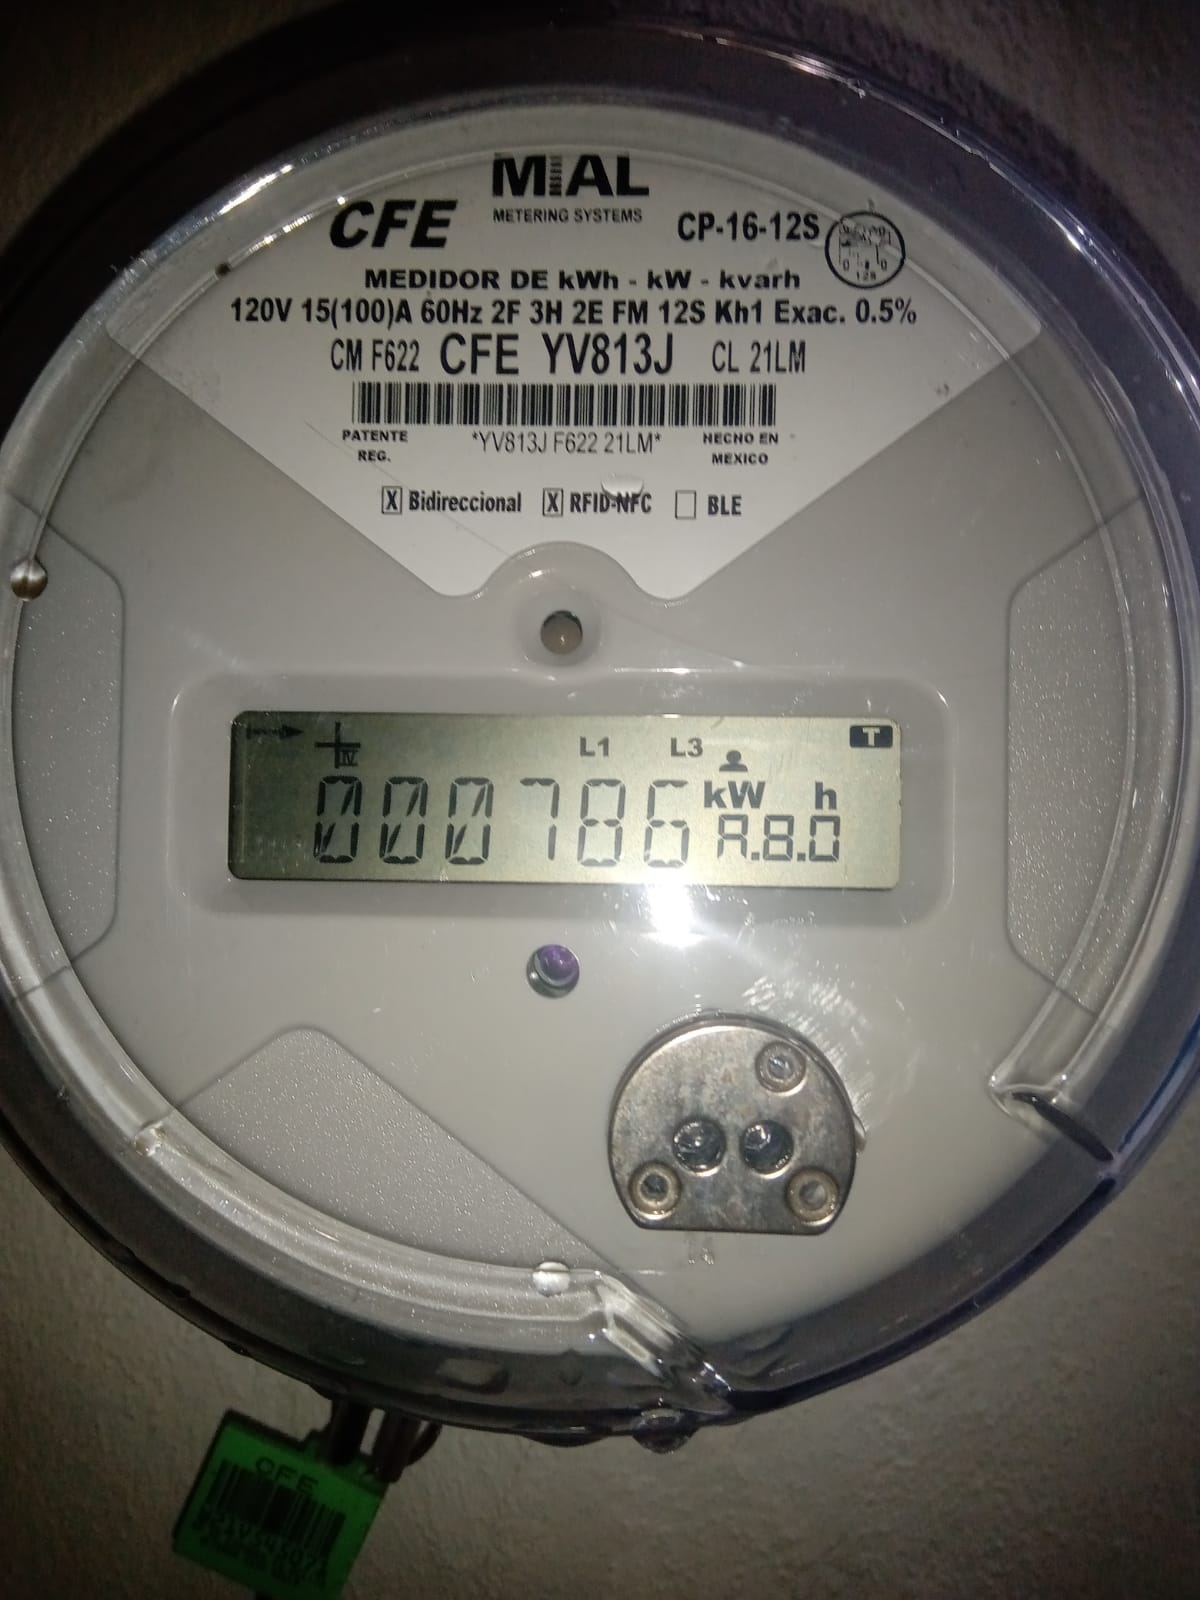 MIAL
METERING SYSTEMS
CFE
CP-16-12S
MEDIDOR DE kWh - kW - kvarh
120V 15(100)A 60Hz 2F 3H 2E FM 12S Kh1 Exac. 0.5%
CM F622 CFE YV813J CL 21LM
PATENTE REG.
*YV813J F622 21LM*
HECHO EN MEXICO
X Bidireccional X RFID-NFC BLE
IV L1 L3 T
000786 kW h
A.8.0
CFE